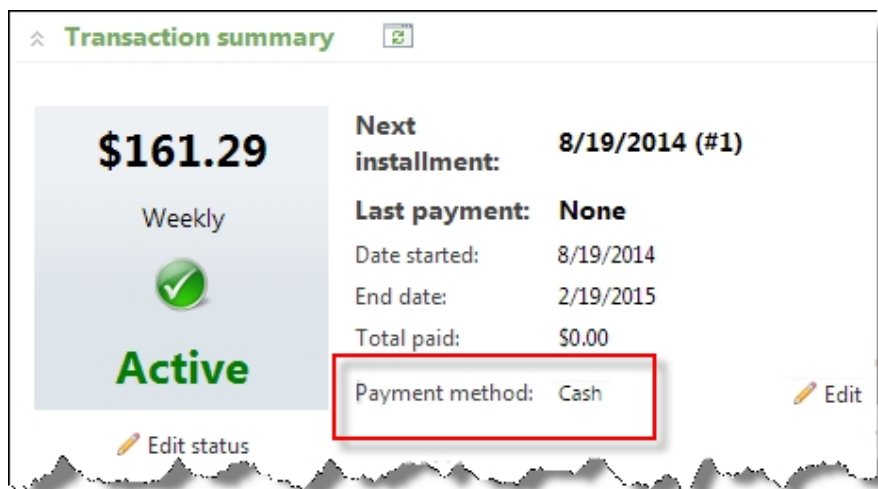 Transaction summary
$161.29
Weekly
Active
Edit status
Next
installment:
8/19/2014 (#1)
Last payment: None
Date started: 8/19/2014
End date: 2/19/2015
Total paid: $0.00
Payment method: Cash
Edit